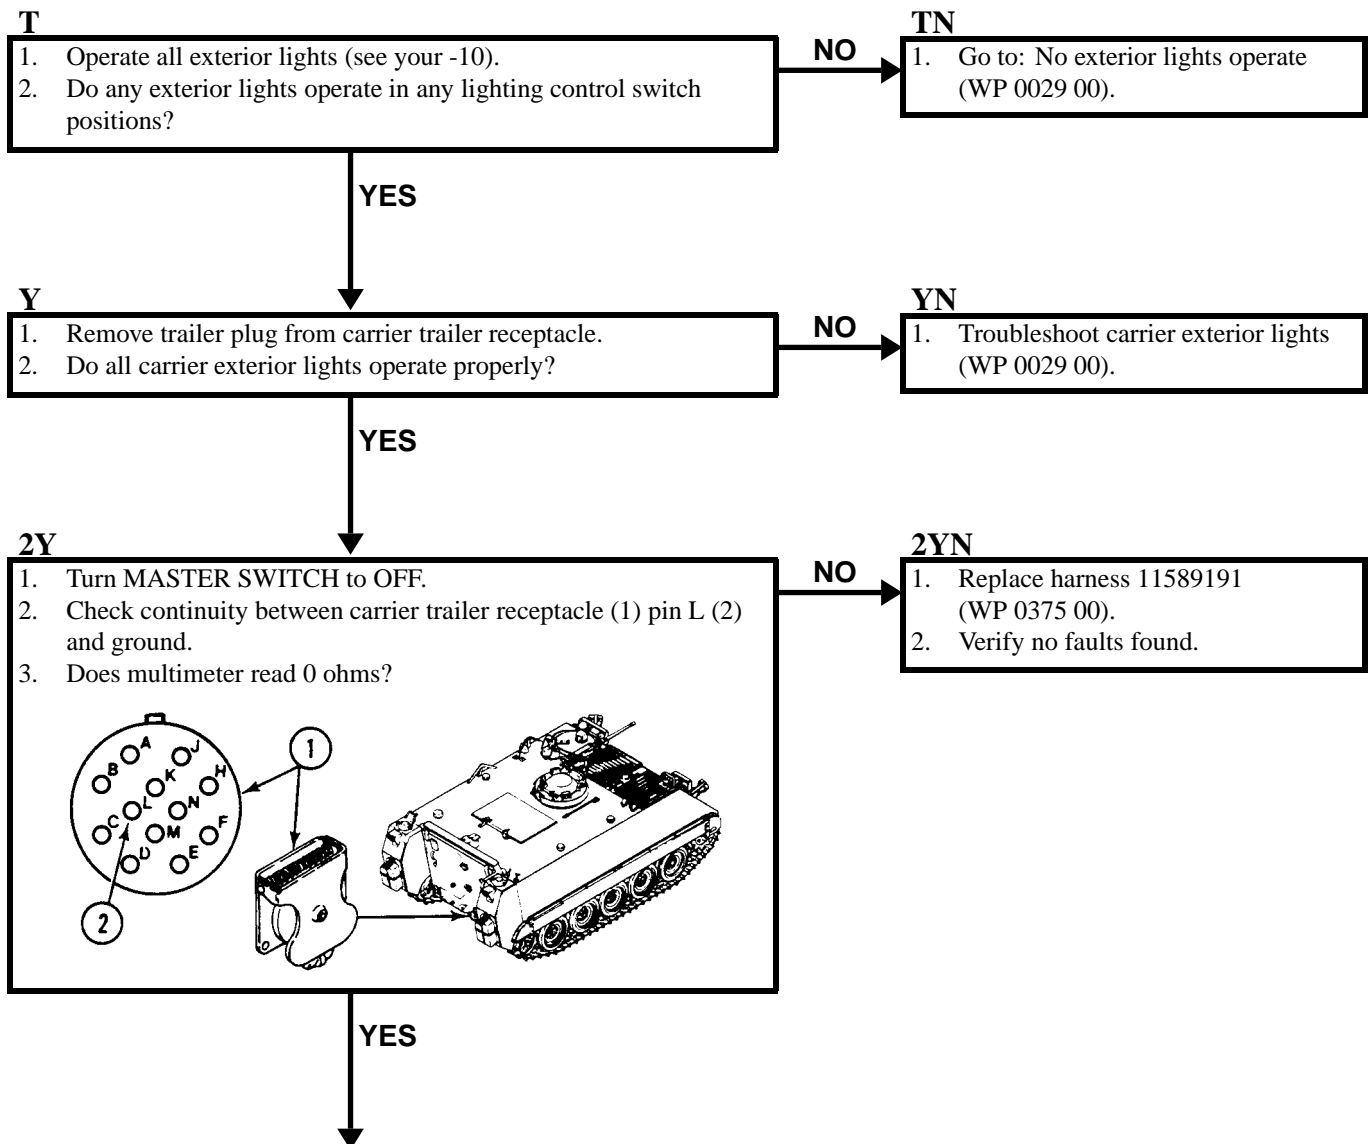 T
1. Operate all exterior lights (see your -10).
2. Do any exterior lights operate in any lighting control switch
positions?
NO
TN
1. Go to: No exterior lights operate
(WP 0029 00).
YES
Y
1. Remove trailer plug from carrier trailer receptacle.
2. Do all carrier exterior lights operate properly?
NO
YN
1. Troubleshoot carrier exterior lights
(WP 0029 00).
YES
2Y
1. Turn MASTER SWITCH to OFF.
2. Check continuity between carrier trailer receptacle (1) pin L (2)
and ground.
3. Does multimeter read 0 ohms?
NO
2YN
1. Replace harness 11589191
(WP 0375 00).
2. Verify no faults found.
A
J
B
K
H
L
N
C
M
F
D
E
1
2
YES